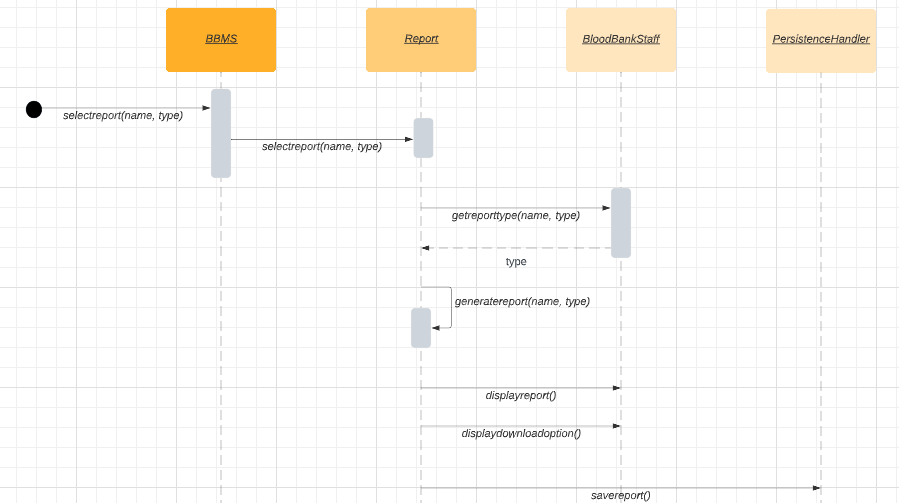 BBMS
Report
BloodBankStaff
PersistenceHandler
selectreport(name, type)
selectreport(name, type)
getreporttype(name, type)
type
generatereport(name, type)
displayreport()
displaydownloadoption()
savereport()